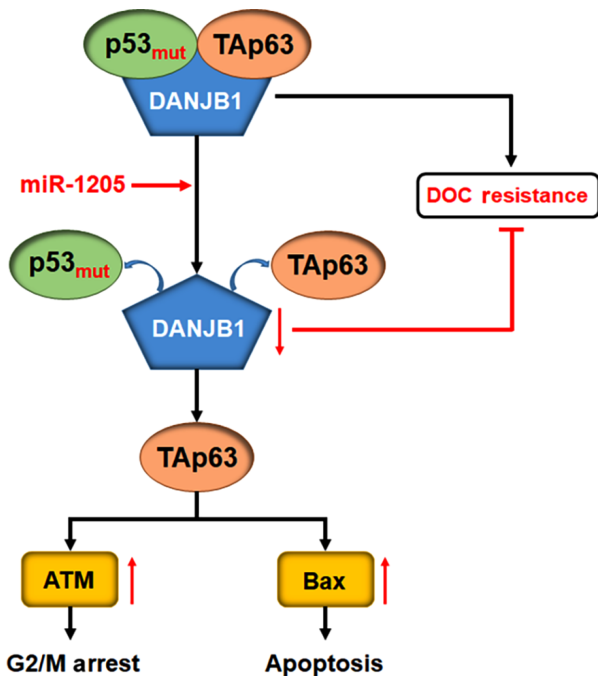 p53mut TAp63
DANJB1
miR-1205
DOC resistance
p53mut TAp63
DANJB1
TAp63
ATM Bax
G2/M arrest Apoptosis